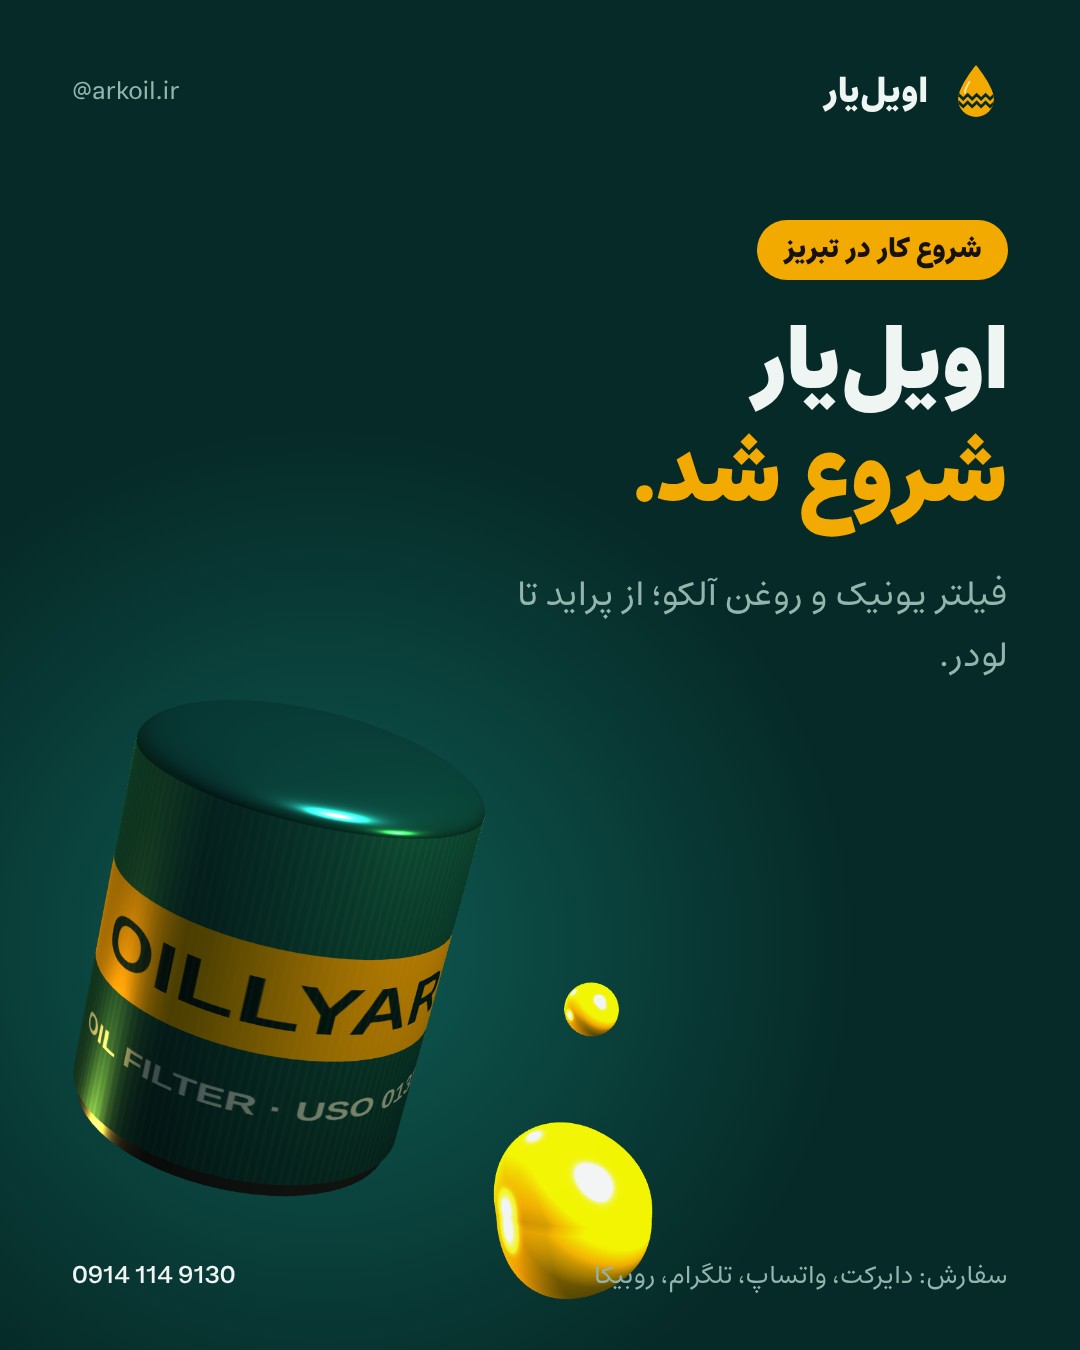 @arkoil.ir
اویل‌یار
شروع کار در تبریز
اویل‌یار
شروع شد.
فیلتر یونیک و روغن آلکو؛ از پراید تا
لودر.
OILLYAR
OIL FILTER · USO 013
سفارش: دایرکت، واتساپ، تلگرام، روبیکا
0914 114 9130